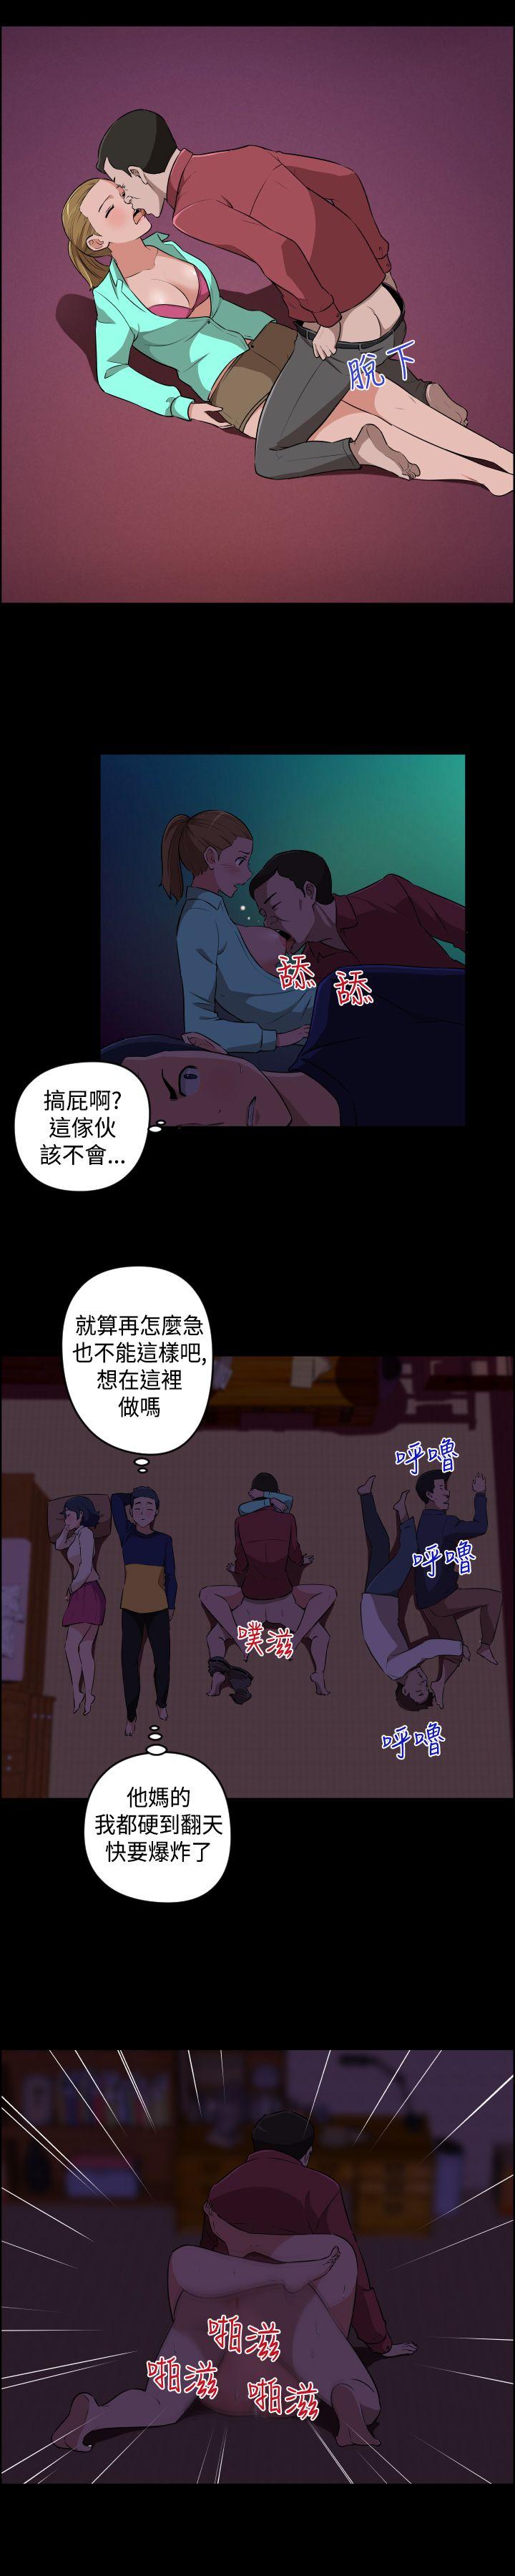 脫下
舔
舔
搞屁啊?
這傢伙
該不會...
就算再怎麼急
也不能這樣吧,
想在這裡
做嗎
呼嚕
呼嚕
噗滋
呼嚕
他媽的
我都硬到翻天
快要爆炸了
啪滋
啪滋
啪滋